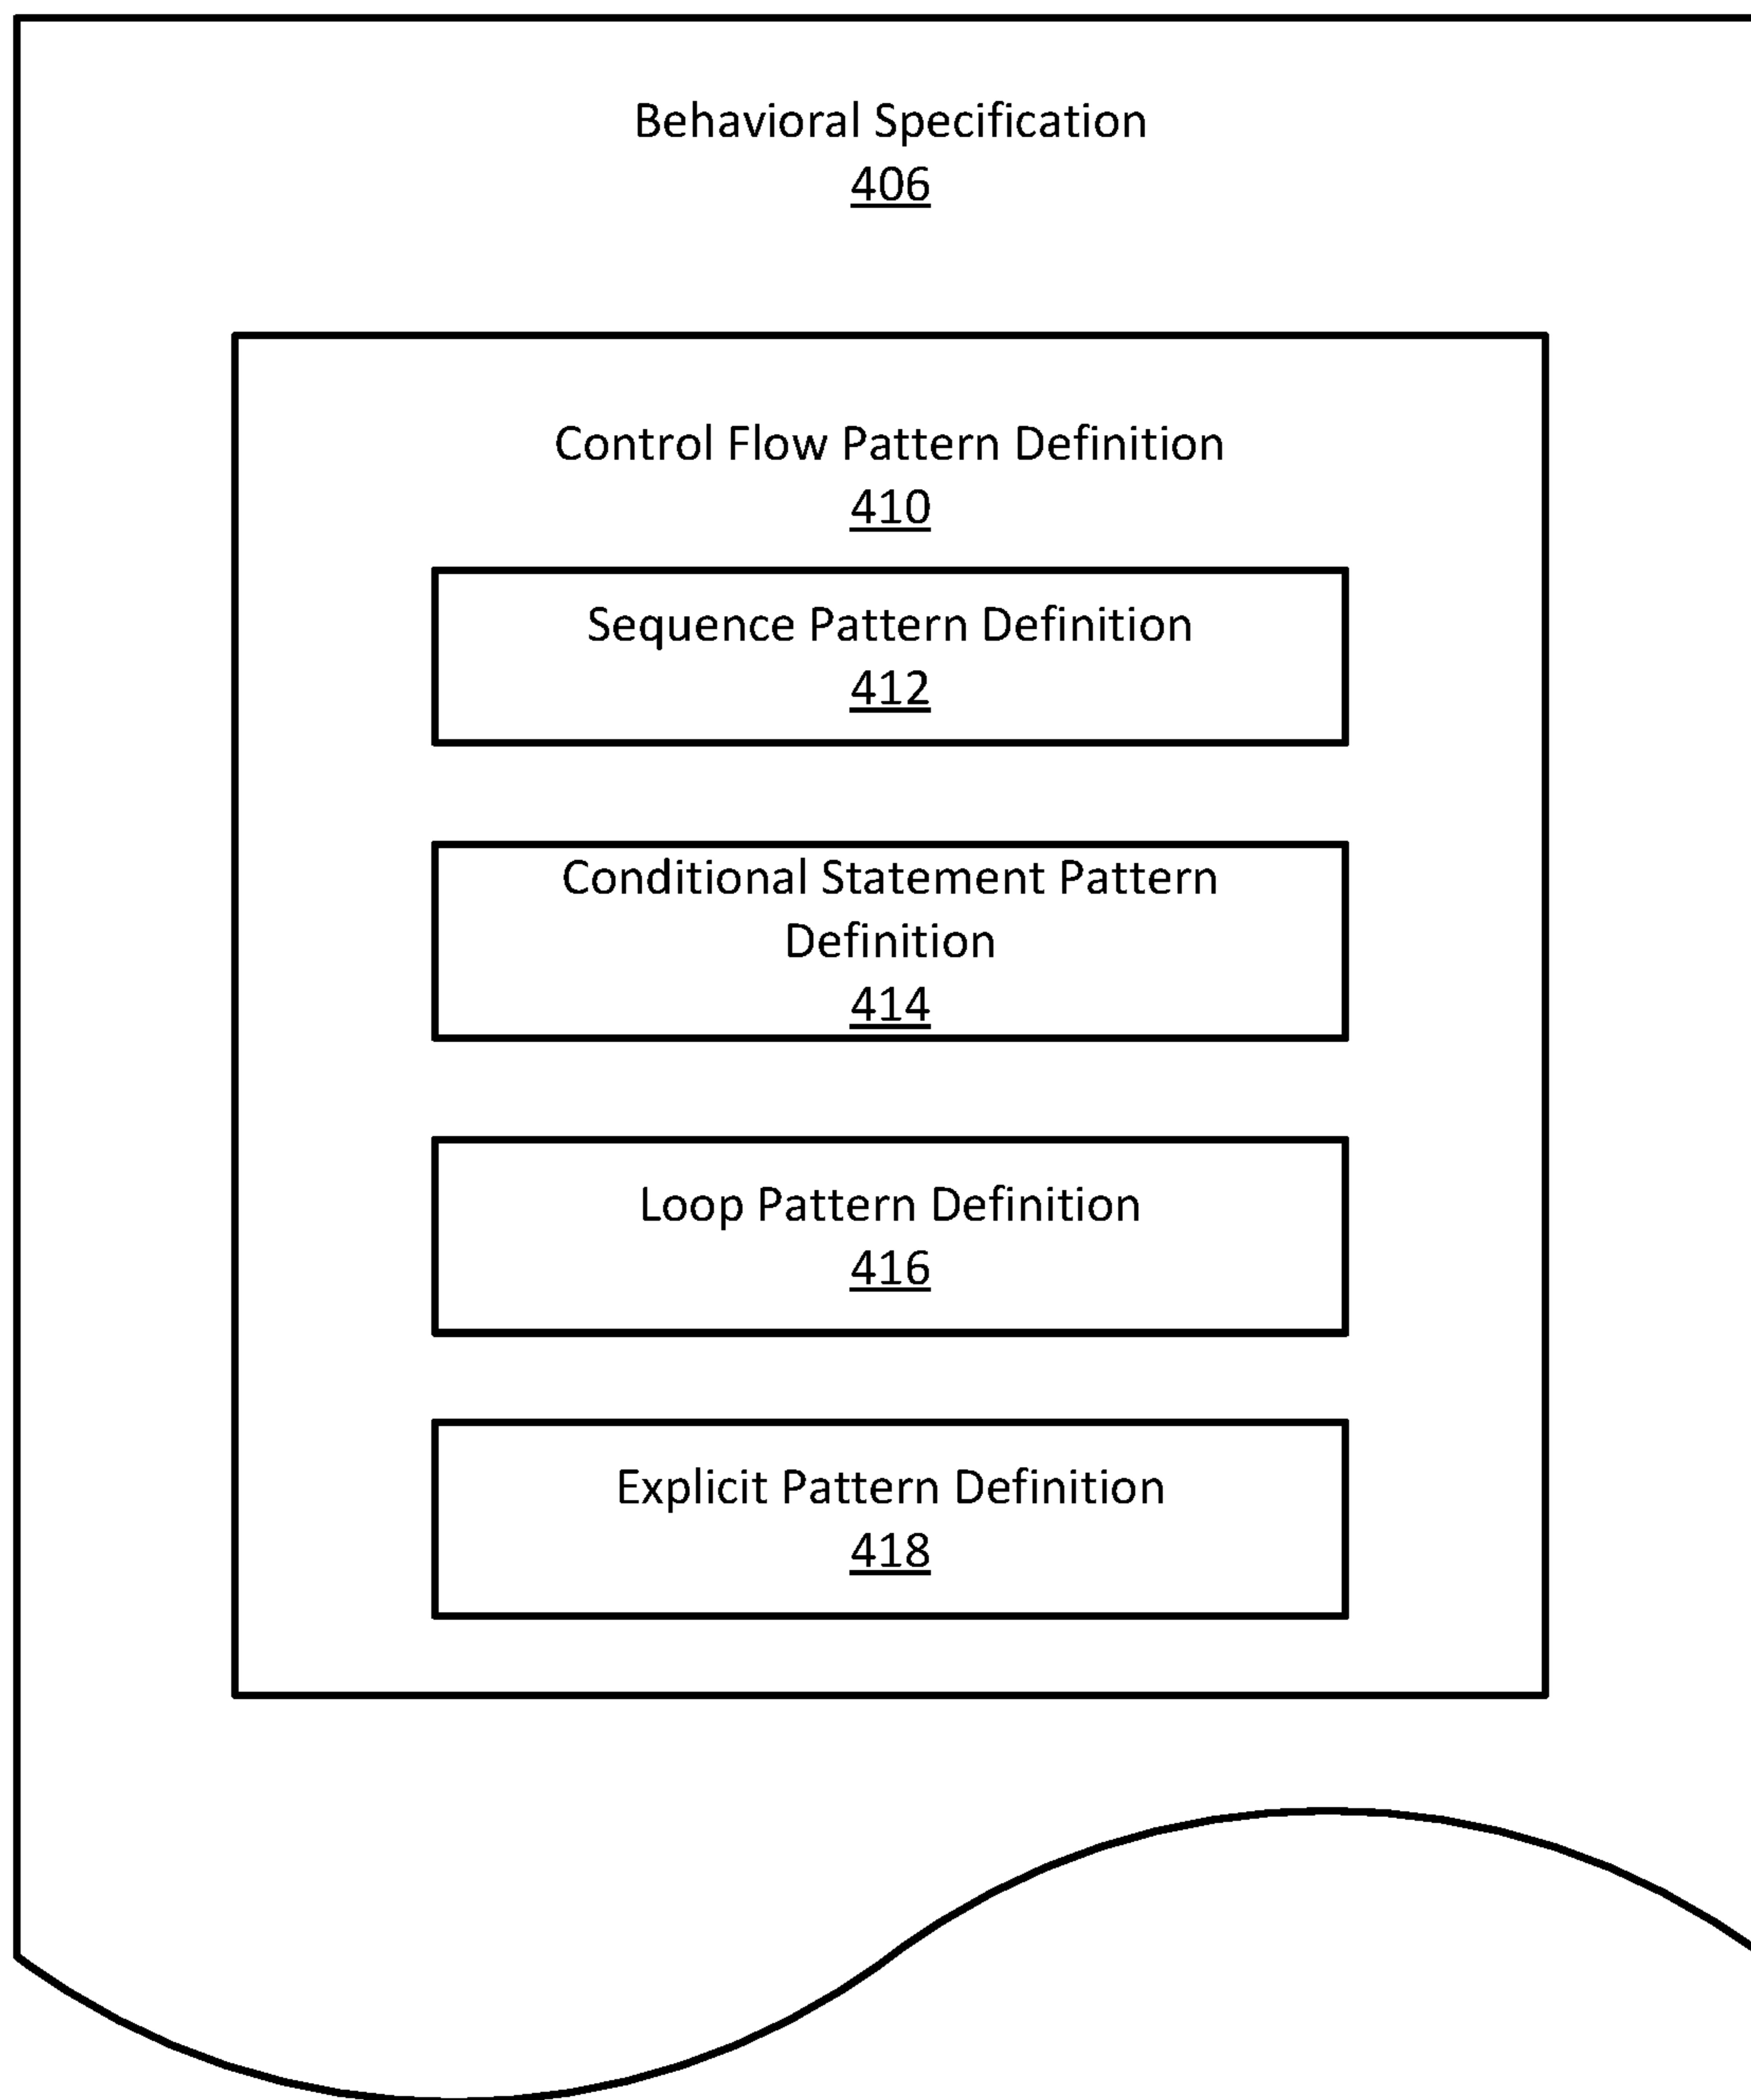 Behavioral Specification
406
Control Flow Pattern Definition
410
Sequence Pattern Definition
412
Conditional Statement Pattern
Definition
414
Loop Pattern Definition
416
Explicit Pattern Definition
418